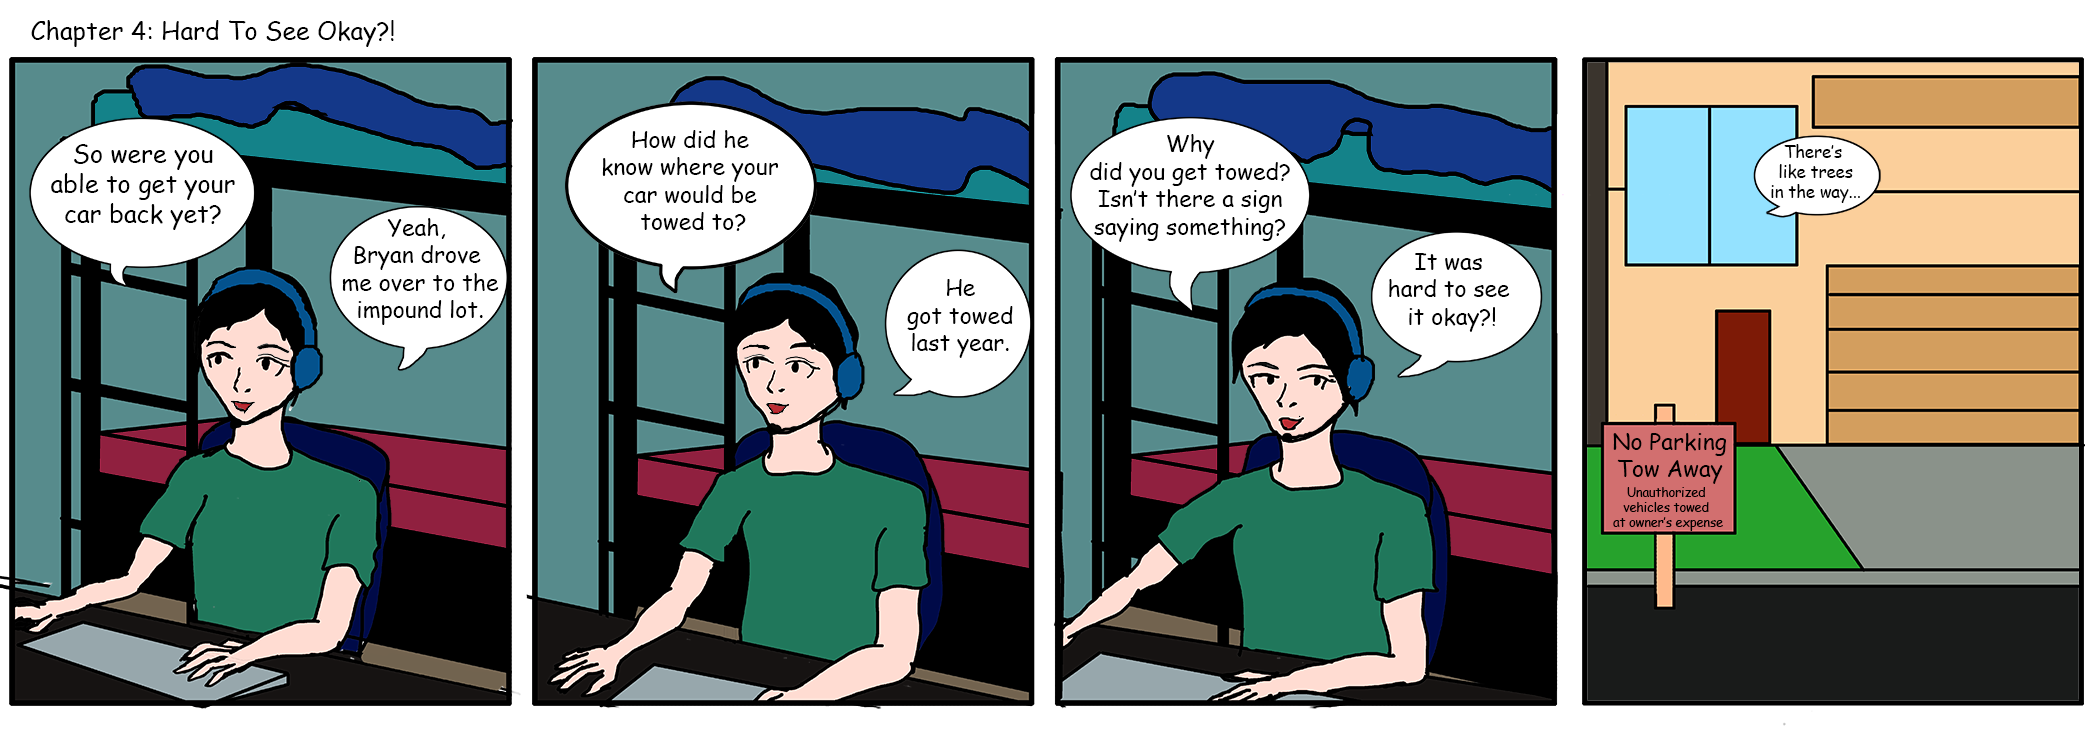 Chapter 4: Hard To See Okay?!
So were you
able to get your
car back yet?
Yeah,
Bryan drove
me over to the
impound lot.
How did he
know where your
car would be
towed to?
He
got towed
last year.
Why
did you get towed?
Isn't there a sign
saying something?
It was
hard to see
it okay?!
There's
like trees
in the way...
No Parking
Tow Away
Unauthorized
vehicles towed
at owner's expense